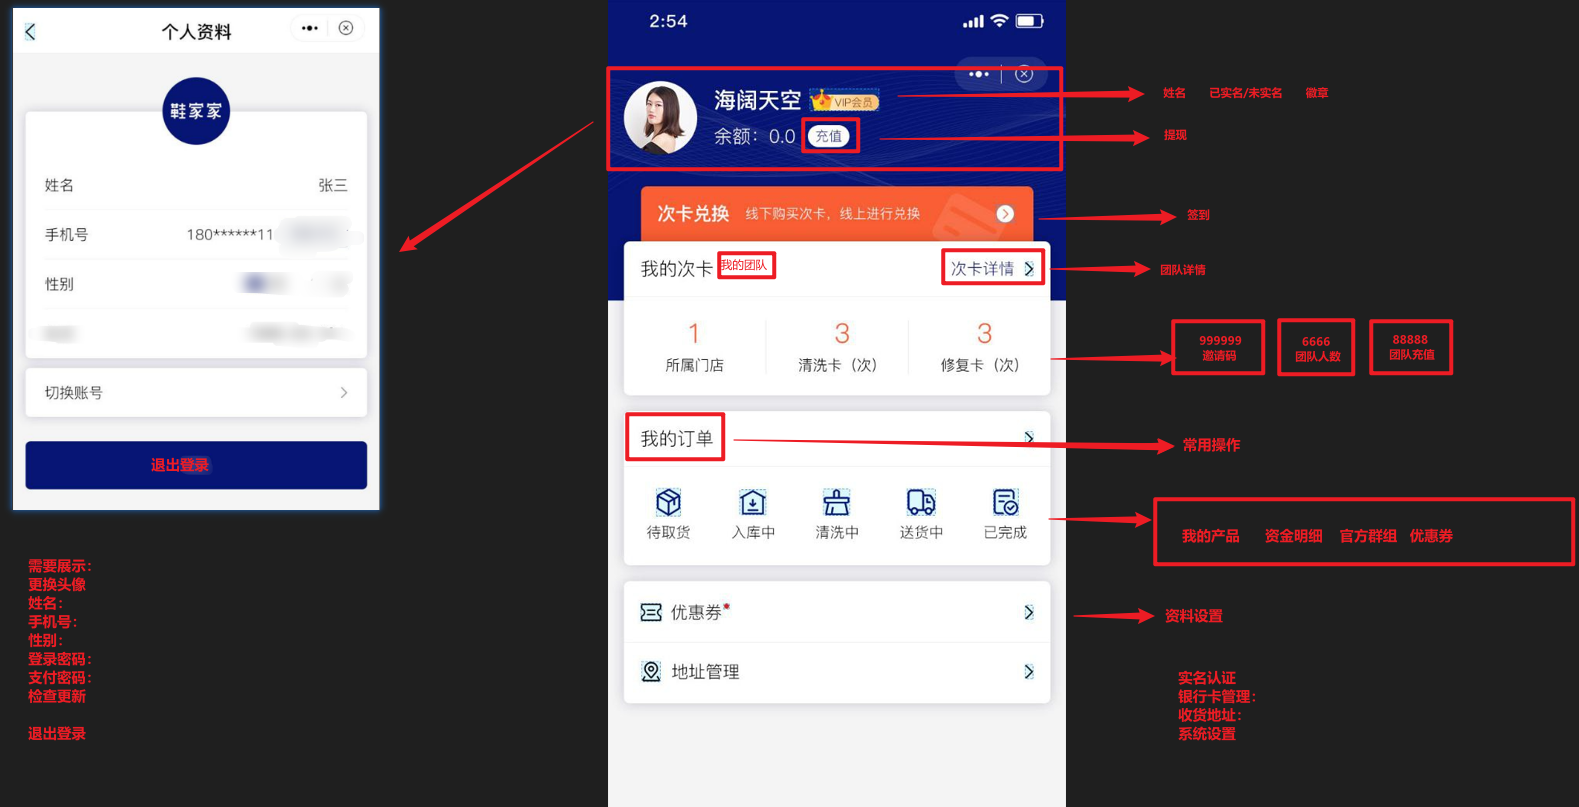 个人资料
鞋家家
姓名 张三
手机号 180******11
性别
切换账号
退出登录
需要展示：
更换头像
姓名：
手机号：
性别：
登录密码：
支付密码：
检查更新
退出登录
2:54
海阔天空 VIP会员
余额：0.0 充值
次卡兑换 线下购买次卡，线上进行兑换
我的次卡 我的团队 次卡详情
1 3 3
所属门店 清洗卡（次） 修复卡（次）
我的订单
待取货 入库中 清洗中 送货中 已完成
优惠券
地址管理
姓名 已实名/未实名 徽章
提现
签到
团队详情
999999 6666 88888
邀请码 团队人数 团队充值
常用操作
我的产品 资金明细 官方群组 优惠券
资料设置
实名认证
银行卡管理：
收货地址：
系统设置